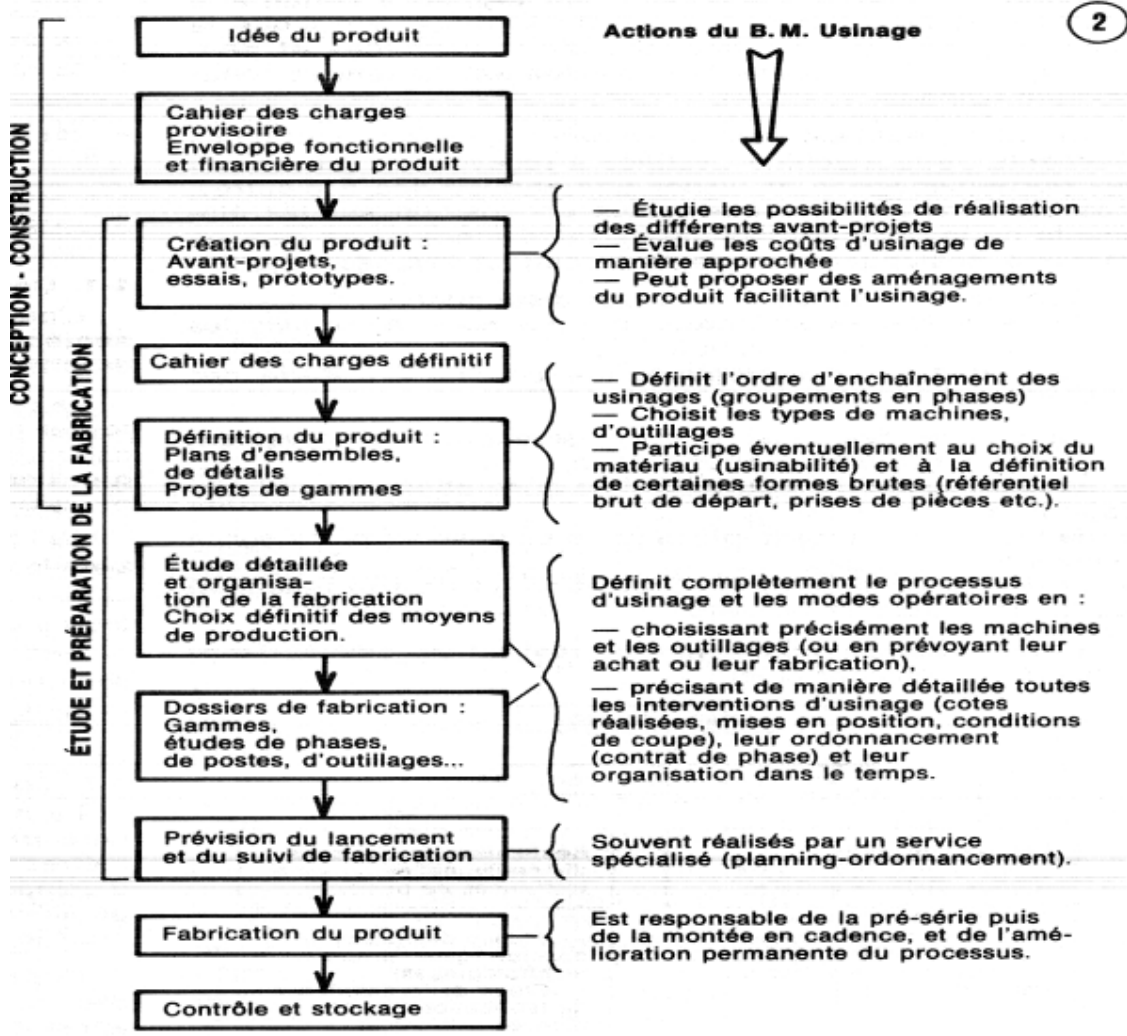 Idée du produit
Actions du B. M. Usinage
2
Cahier des charges
provisoire
Enveloppe fonctionnelle
et financière du produit
CONCEPTION - CONSTRUCTION
ÉTUDE ET PRÉPARATION DE LA FABRICATION
Création du produit :
Avant-projets,
essais, prototypes.
— Étudie les possibilités de réalisation
des différents avant-projets
— Évalue les coûts d'usinage de
manière approchée
— Peut proposer des aménagements
du produit facilitant l'usinage.
Cahier des charges définitif
Définition du produit :
Plans d'ensembles,
de détails
Projets de gammes
— Définit l'ordre d'enchaînement des
usinages (groupements en phases)
— Choisit les types de machines,
d'outillages
— Participe éventuellement au choix du
matériau (usinabilité) et à la définition
de certaines formes brutes (référentiel
brut de départ, prises de pièces etc.).
Étude détaillée
et organisa-
tion de la fabrication
Choix définitif des moyens
de production.
Dossiers de fabrication :
Gammes,
études de phases,
de postes, d'outillages...
Définit complètement le processus
d'usinage et les modes opératoires en :
— choisissant précisément les machines
et les outillages (ou en prévoyant leur
achat ou leur fabrication),
— précisant de manière détaillée toutes
les interventions d'usinage (cotes
réalisées, mises en position, conditions
de coupe), leur ordonnancement
(contrat de phase) et leur
organisation dans le temps.
Prévision du lancement
et du suivi de fabrication
Souvent réalisés par un service
spécialisé (planning-ordonnancement).
Fabrication du produit
Est responsable de la pré-série puis
de la montée en cadence, et de l'amé-
lioration permanente du processus.
Contrôle et stockage